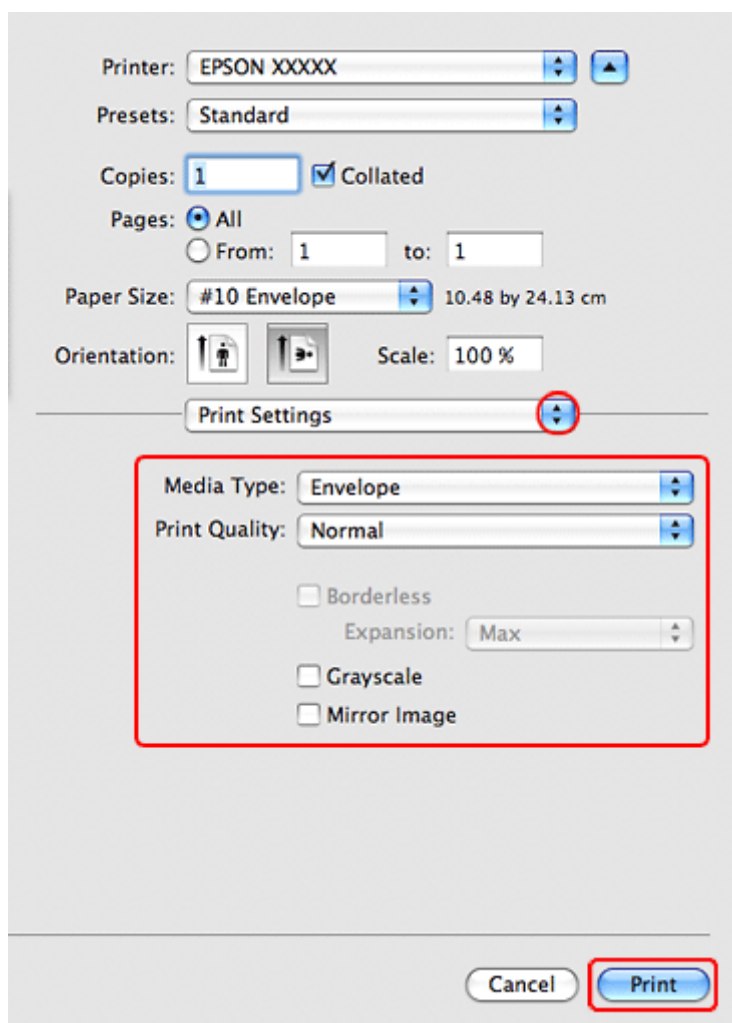 Printer: EPSON XXXXX
Presets: Standard
Copies: 1 Collated
Pages: All
From: 1 to: 1
Paper Size: #10 Envelope 10.48 by 24.13 cm
Orientation: Scale: 100 %
Print Settings
Media Type: Envelope
Print Quality: Normal
Borderless
Expansion: Max
Grayscale
Mirror Image
Cancel Print